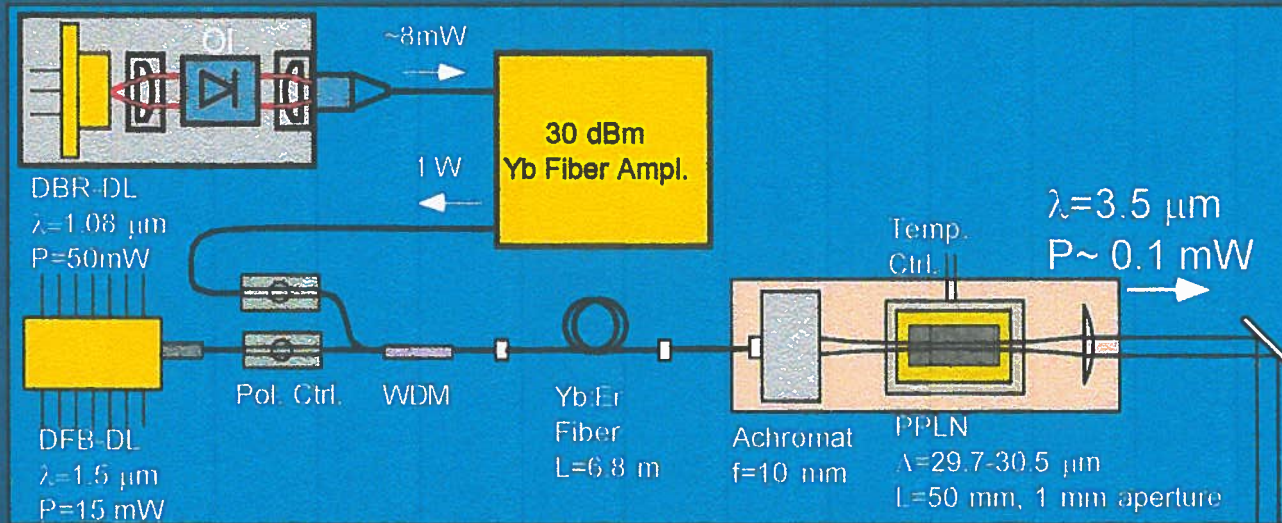 OI
~8mW
30 dBm
Yb Fiber Ampl.
1 W
DBR-DL
λ=1.08 μm
P=50mW
λ=3.5 μm
P~ 0.1 mW
Temp.
Ctrl.
Pol. Ctrl.
WDM
Yb:Er
Fiber
L=6.8 m
Achromat
f=10 mm
PPLN
Λ=29.7-30.5 μm
L=50 mm, 1 mm aperture
DFB-DL
λ=1.5 μm
P=15 mW